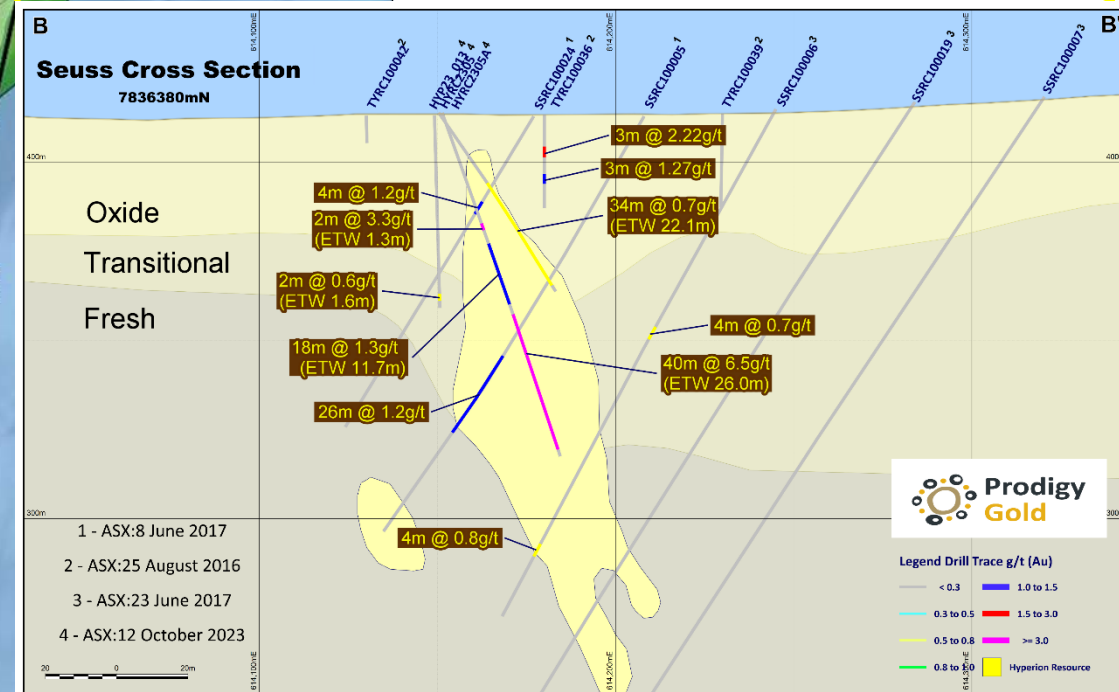 B
B'
Seuss Cross Section
7836380mN
614,100mE
614,200mE
614,300mE
TYRC100042 2
HYP23_013 4
HYRC2305 4
HYRC2305A 4
SSRC100024 1
TYRC100036 2
SSRC100005 1
TYRC100039 2
SSRC100006 3
SSRC100019 3
SSRC100007 3
400m
400
3m @ 2.22g/t
3m @ 1.27g/t
4m @ 1.2g/t
34m @ 0.7g/t
(ETW 22.1m)
2m @ 3.3g/t
(ETW 1.3m)
Oxide
Transitional
Fresh
2m @ 0.6g/t
(ETW 1.6m)
4m @ 0.7g/t
18m @ 1.3g/t
(ETW 11.7m)
40m @ 6.5g/t
(ETW 26.0m)
26m @ 1.2g/t
4m @ 0.8g/t
300m
300
1 - ASX:8 June 2017
2 - ASX:25 August 2016
3 - ASX:23 June 2017
4 - ASX:12 October 2023
20 0 20m
614,100mE
614,200mE
Prodigy
Gold
Legend Drill Trace g/t (Au)
< 0.3
1.0 to 1.5
0.3 to 0.5
1.5 to 3.0
0.5 to 0.8
>= 3.0
0.8 to 1.0
Hyperion Resource